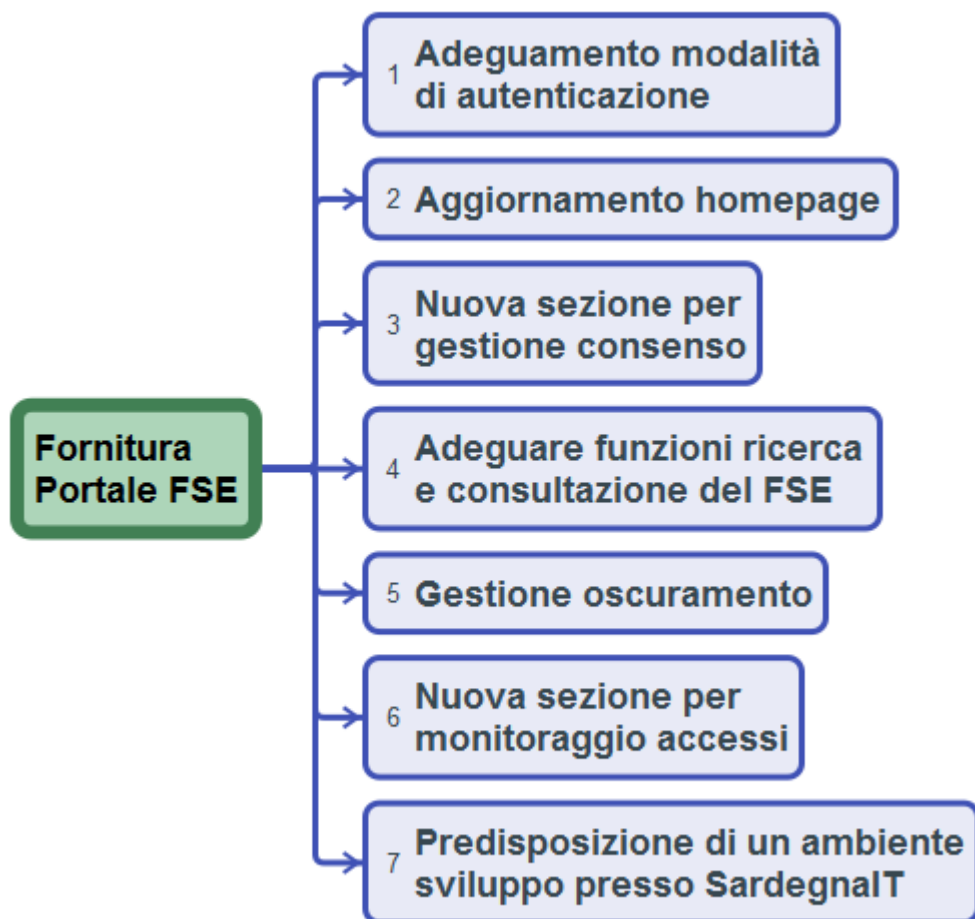 Fornitura
Portale FSE
1 Adeguamento modalità
di autenticazione
2 Aggiornamento homepage
3 Nuova sezione per
gestione consenso
4 Adeguare funzioni ricerca
e consultazione del FSE
5 Gestione oscuramento
6 Nuova sezione per
monitoraggio accessi
7 Predisposizione di un ambiente
sviluppo presso SardegnaIT